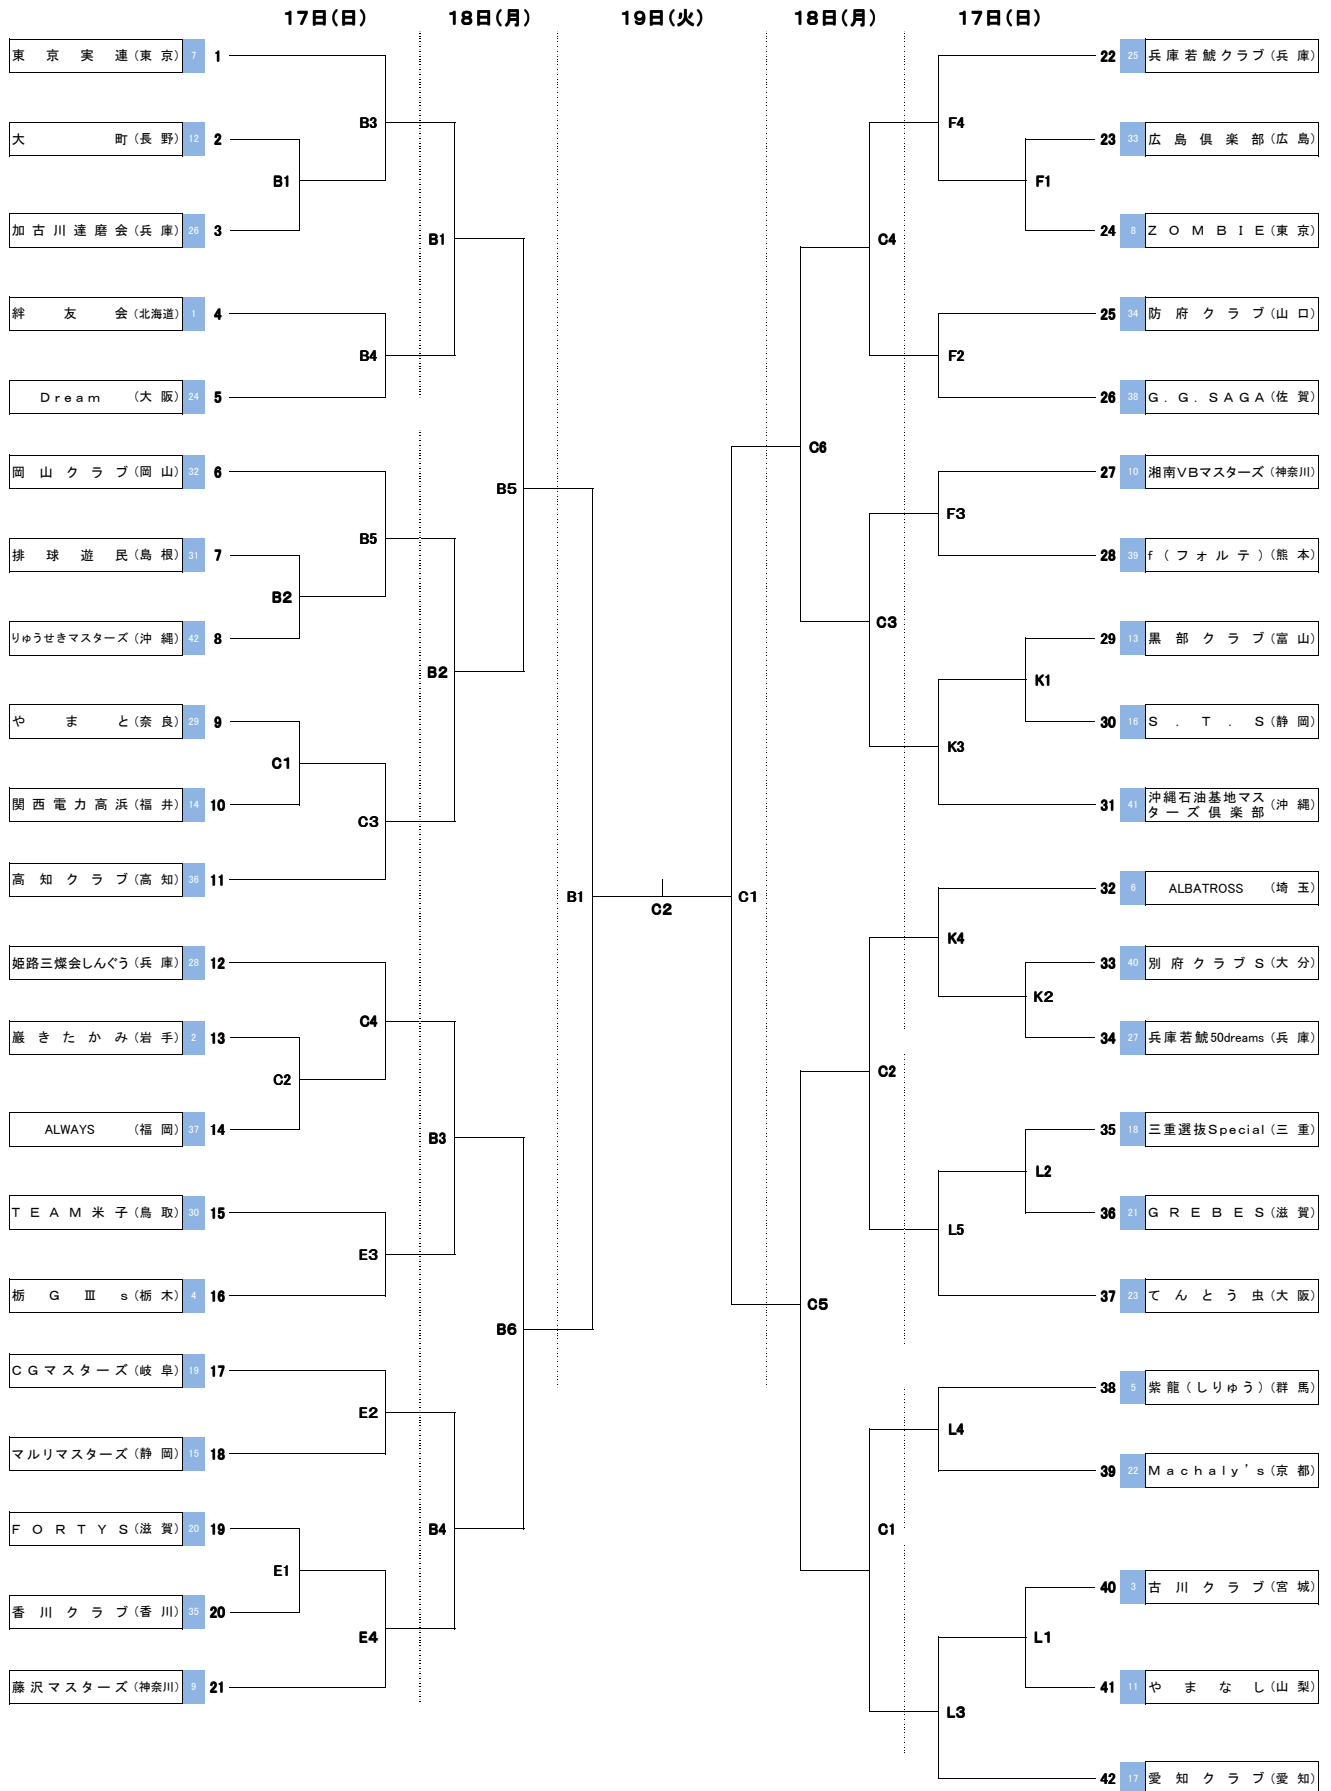 17日(日) 18日(月) 19日(火) 18日(月) 17日(日)
東京実連(東京) 7 1
大町(長野) 12 2
加古川達磨会(兵庫) 26 3
絆友会(北海道) 1 4
Dream (大阪) 24 5
岡山クラブ(岡山) 32 6
排球遊民(島根) 31 7
りゅうせきマスターズ(沖縄) 42 8
やまと(奈良) 29 9
関西電力高浜(福井) 14 10
高知クラブ(高知) 36 11
姫路三燦会しんぐう(兵庫) 28 12
巌きたかみ(岩手) 2 13
ALWAYS (福岡) 37 14
TEAM米子(鳥取) 30 15
栃GⅢs(栃木) 4 16
CGマスターズ(岐阜) 19 17
マルリマスターズ(静岡) 15 18
FORTYS(滋賀) 20 19
香川クラブ(香川) 35 20
藤沢マスターズ(神奈川) 9 21
B3
B1
B4
B5
B2
C1
C3
C4
C2
E3
E2
E1
E4
B1
B2
B3
B4
B5
B6
B1
C2
C1
C6
C5
C4
C3
C2
C1
F4
F1
F2
F3
K1
K3
K4
K2
L2
L5
L4
L1
L3
22 25 兵庫若鯱クラブ(兵庫)
23 33 広島倶楽部(広島)
24 8 ZOMBIE(東京)
25 34 防府クラブ(山口)
26 38 G.G.SAGA(佐賀)
27 10 湘南VBマスターズ(神奈川)
28 39 f(フォルテ)(熊本)
29 13 黒部クラブ(富山)
30 16 S.T.S(静岡)
31 41 沖縄石油基地マス
ターズ倶楽部(沖縄)
32 6 ALBATROSS (埼玉)
33 40 別府クラブS(大分)
34 27 兵庫若鯱50dreams(兵庫)
35 18 三重選抜Special(三重)
36 21 GREBES(滋賀)
37 23 てんとう虫(大阪)
38 5 紫龍(しりゅう)(群馬)
39 22 Machaly's(京都)
40 3 古川クラブ(宮城)
41 11 やまなし(山梨)
42 17 愛知クラブ(愛知)